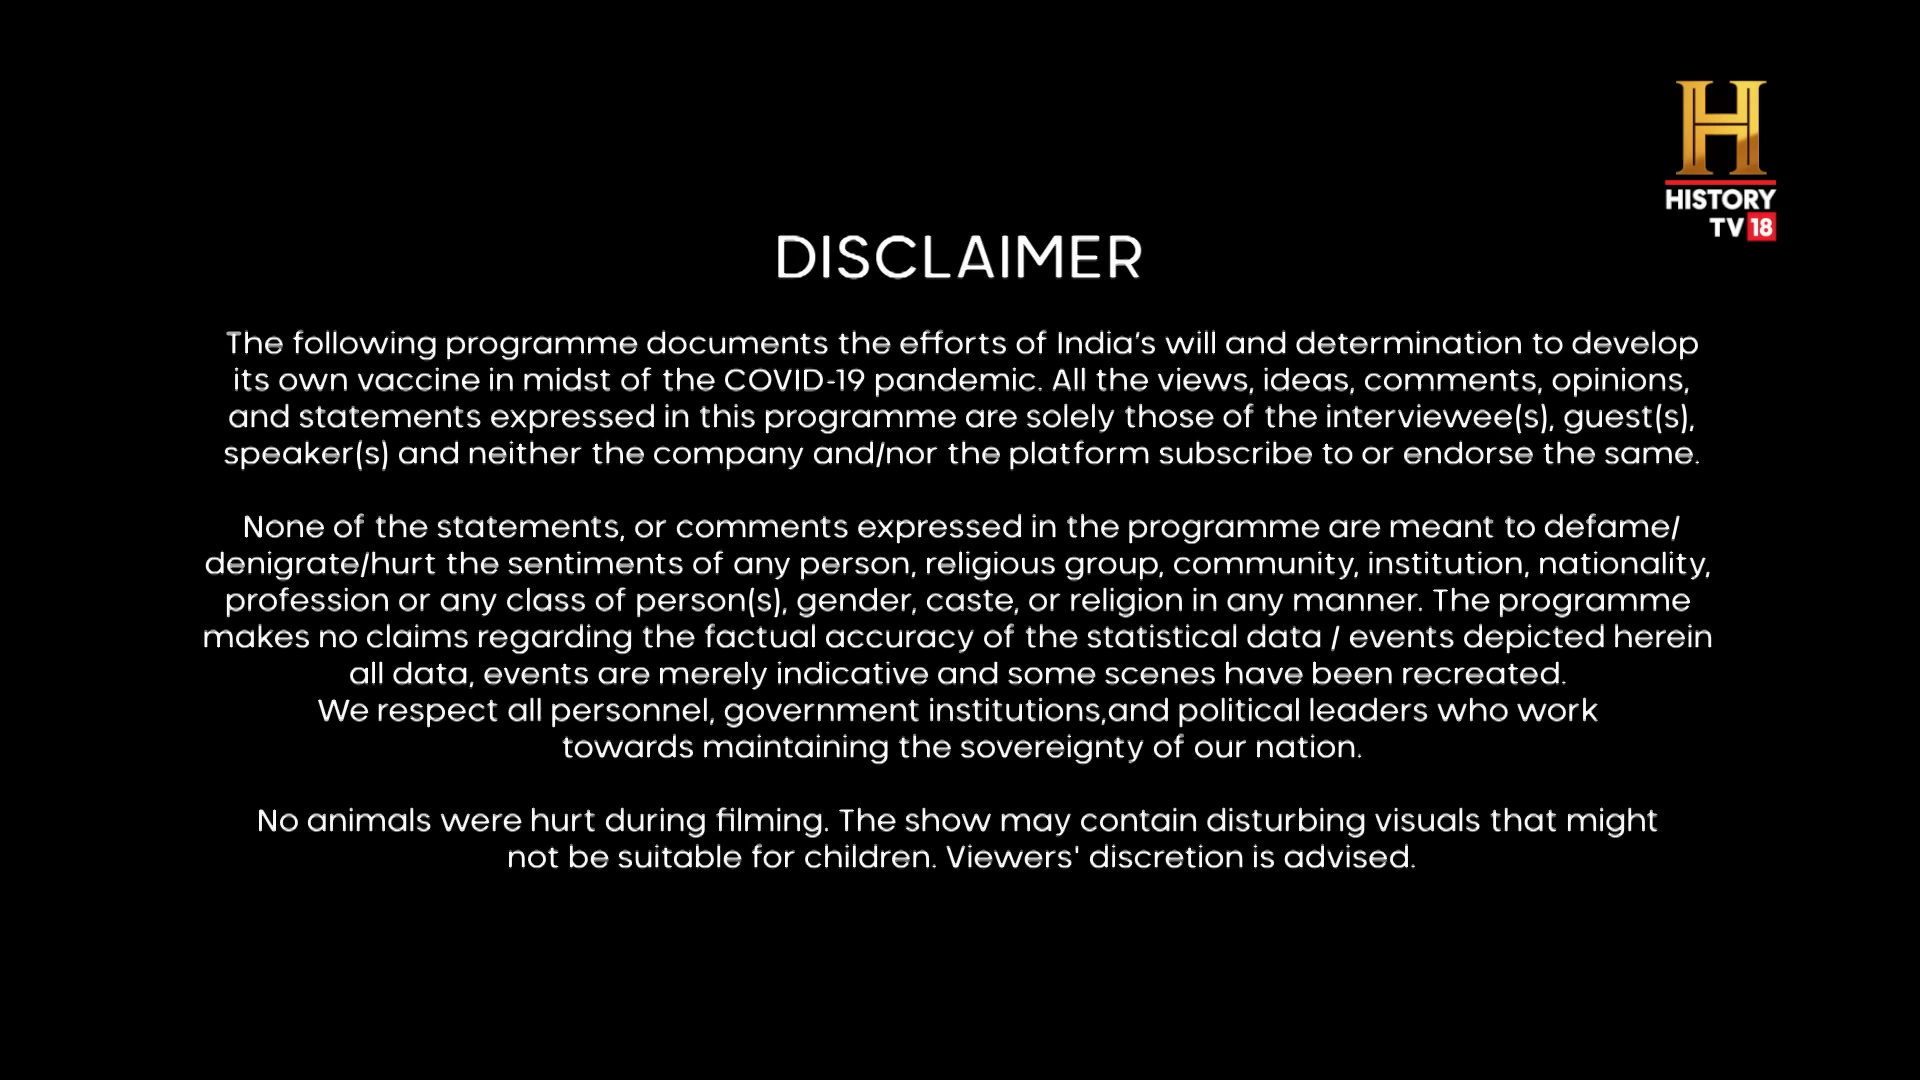 H
HISTORY
TV 18
DISCLAIMER
The following programme documents the efforts of India's will and determination to develop
its own vaccine in midst of the COVID-19 pandemic. All the views, ideas, comments, opinions,
and statements expressed in this programme are solely those of the interviewee(s), guest(s),
speaker(s) and neither the company and/nor the platform subscribe to or endorse the same.
None of the statements, or comments expressed in the programme are meant to defame/
denigrate/hurt the sentiments of any person, religious group, community, institution, nationality,
profession or any class of person(s), gender, caste, or religion in any manner. The programme
makes no claims regarding the factual accuracy of the statistical data / events depicted herein
all data, events are merely indicative and some scenes have been recreated.
We respect all personnel, government institutions,and political leaders who work
towards maintaining the sovereignty of our nation.
No animals were hurt during filming. The show may contain disturbing visuals that might
not be suitable for children. Viewers' discretion is advised.